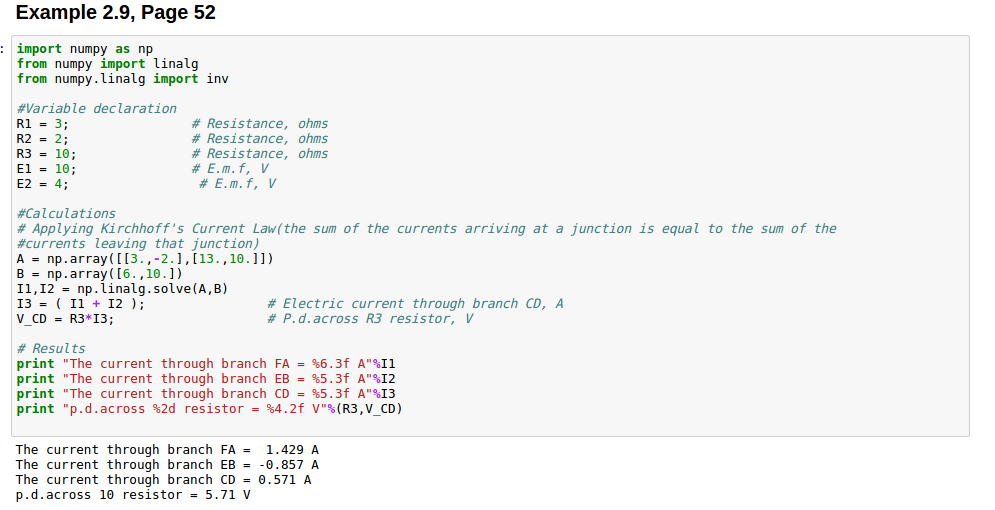 Example 2.9, Page 52
:
import numpy as np
from numpy import linalg
from numpy.linalg import inv
#Variable declaration
R1 = 3; # Resistance, ohms
R2 = 2; # Resistance, ohms
R3 = 10; # Resistance, ohms
E1 = 10; # E.m.f, V
E2 = 4; # E.m.f, V
#Calculations
# Applying Kirchhoff's Current Law(the sum of the currents arriving at a junction is equal to the sum of the
#currents leaving that junction)
A = np.array([[3.,-2.],[13.,10.]])
B = np.array([6.,10.])
I1,I2 = np.linalg.solve(A,B)
I3 = ( I1 + I2 ); # Electric current through branch CD, A
V_CD = R3*I3; # P.d.across R3 resistor, V
# Results
print "The current through branch FA = %6.3f A"%I1
print "The current through branch EB = %5.3f A"%I2
print "The current through branch CD = %5.3f A"%I3
print "p.d.across %2d resistor = %4.2f V"%(R3,V_CD)
The current through branch FA =  1.429 A
The current through branch EB = -0.857 A
The current through branch CD = 0.571 A
p.d.across 10 resistor = 5.71 V